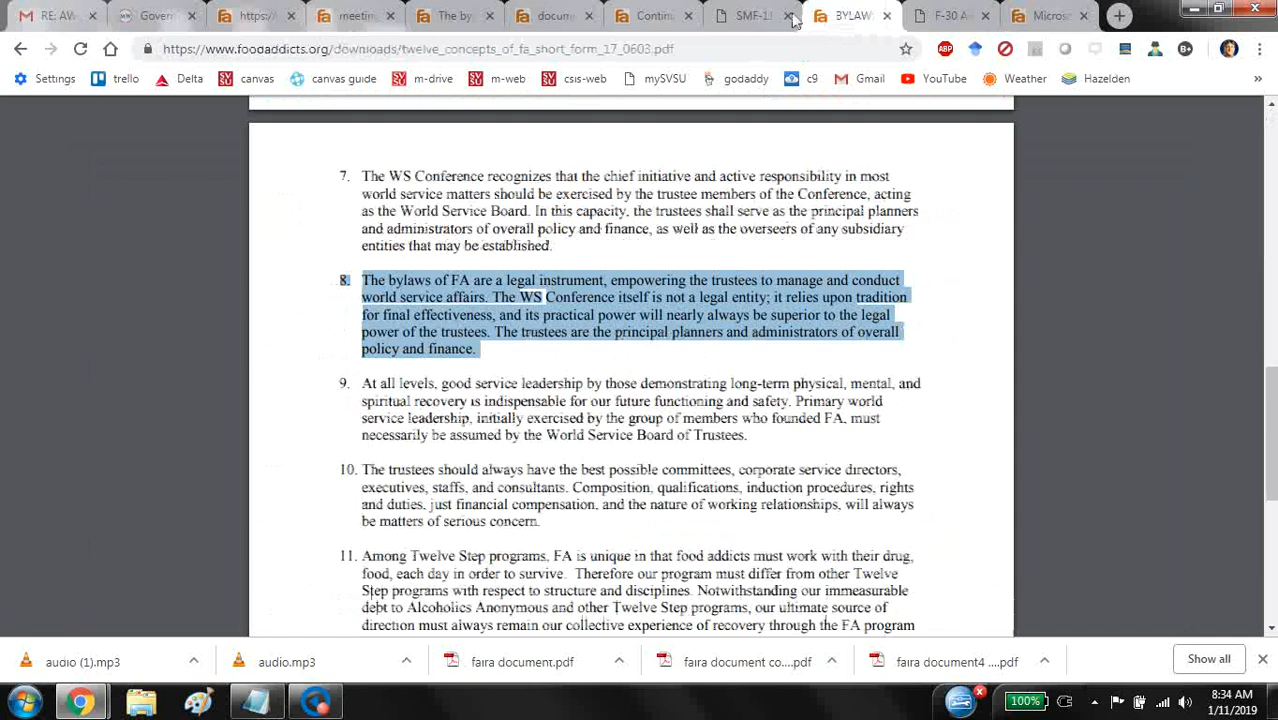 RE: AW
Govern
https:/
meetin
The by
docum
Contin
SMF-1
BYLAW
F-30 A
Micros
https://www.foodaddicts.org/downloads/twelve_concepts_of_fa_short_form_17_0603.pdf
ABP
Settings
trello
Delta
canvas
canvas guide
m-drive
m-web
csis-web
mySVSU
godaddy
c9
Gmail
YouTube
Weather
Hazelden
7. The WS Conference recognizes that the chief initiative and active responsibility in most
world service matters should be exercised by the trustee members of the Conference, acting
as the World Service Board. In this capacity, the trustees shall serve as the principal planners
and administrators of overall policy and finance, as well as the overseers of any subsidiary
entities that may be established.
8. The bylaws of FA are a legal instrument, empowering the trustees to manage and conduct
world service affairs. The WS Conference itself is not a legal entity; it relies upon tradition
for final effectiveness, and its practical power will nearly always be superior to the legal
power of the trustees. The trustees are the principal planners and administrators of overall
policy and finance.
9. At all levels, good service leadership by those demonstrating long-term physical, mental, and
spiritual recovery is indispensable for our future functioning and safety. Primary world
service leadership, initially exercised by the group of members who founded FA, must
necessarily be assumed by the World Service Board of Trustees.
10. The trustees should always have the best possible committees, corporate service directors,
executives, staffs, and consultants. Composition, qualifications, induction procedures, rights
and duties, just financial compensation, and the nature of working relationships, will always
be matters of serious concern.
11. Among Twelve Step programs, FA is unique in that food addicts must work with their drug,
food, each day in order to survive. Therefore our program must differ from other Twelve
Step programs with respect to structure and disciplines. Notwithstanding our immeasurable
debt to Alcoholics Anonymous and other Twelve Step programs, our ultimate source of
direction must always remain our collective experience of recovery through the FA program
audio (1).mp3
audio.mp3
faira document.pdf
faira document co....pdf
faira document4 ....pdf
Show all
100%
8:34 AM
1/11/2019